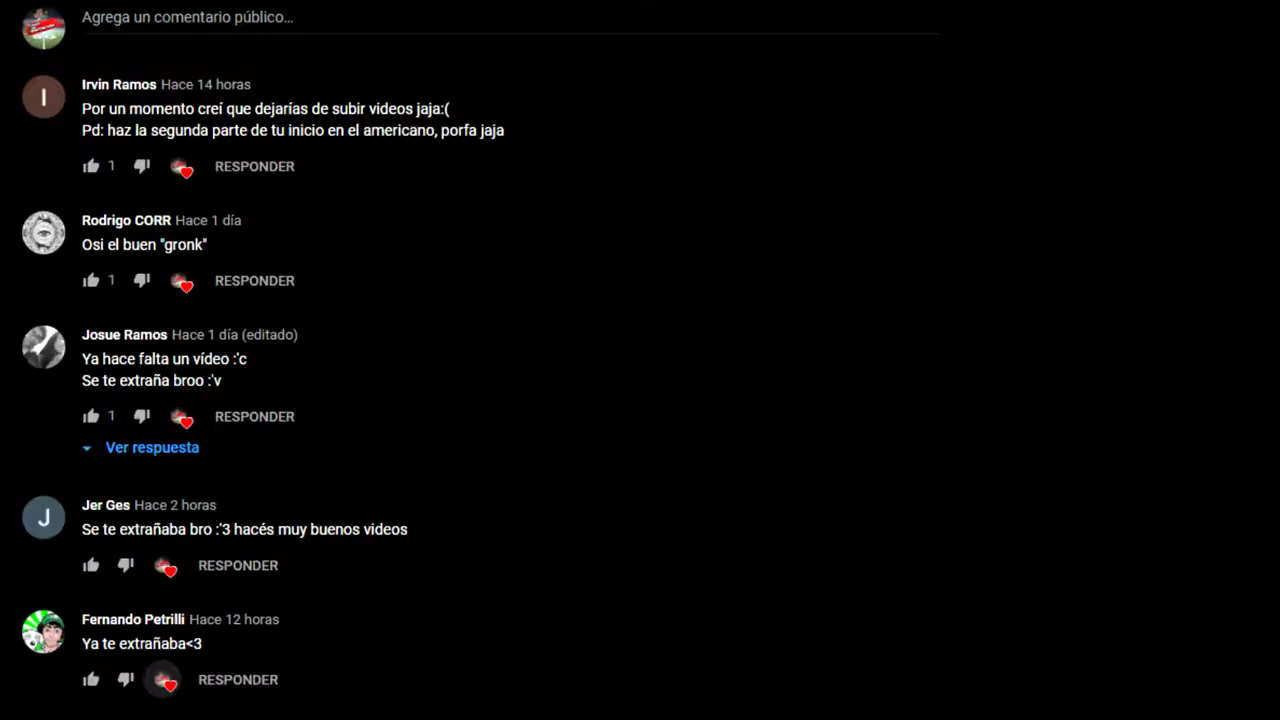 Agrega un comentario público...
Irvin Ramos Hace 14 horas
I
Por un momento creí que dejarías de subir videos jaja:(
Pd: haz la segunda parte de tu inicio en el americano, porfa jaja
1 RESPONDER
Rodrigo CORR Hace 1 día
Osi el buen "gronk"
1 RESPONDER
Josue Ramos Hace 1 día (editado)
Ya hace falta un vídeo :'c
Se te extraña broo :'v
1 RESPONDER
Ver respuesta
Jer Ges Hace 2 horas
J
Se te extrañaba bro :'3 hacés muy buenos videos
RESPONDER
Fernando Petrilli Hace 12 horas
Ya te extrañaba<3
RESPONDER